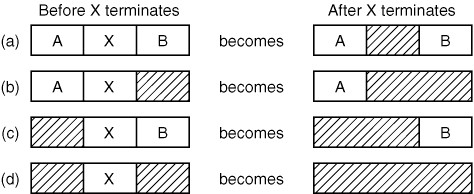 Before X terminates After X terminates
(a) A X B becomes A B
(b) A X becomes A
(c) X B becomes B
(d) X becomes